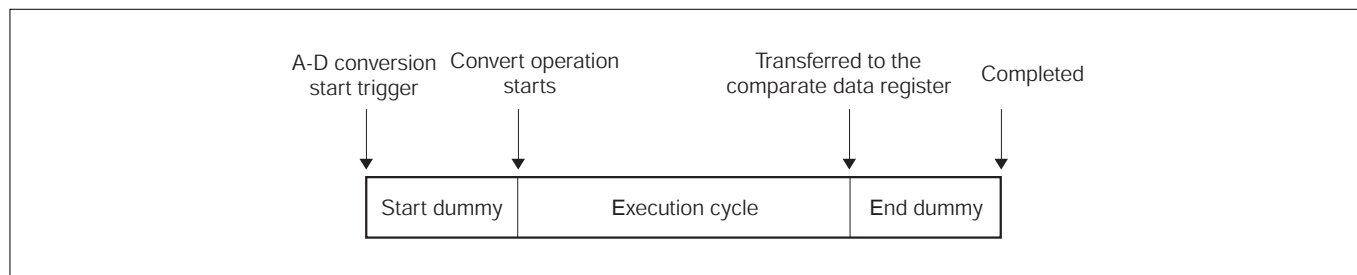 A-D conversion
start trigger
Convert operation
starts
Transferred to the
comparate data register
Completed
Start dummy
Execution cycle
End dummy